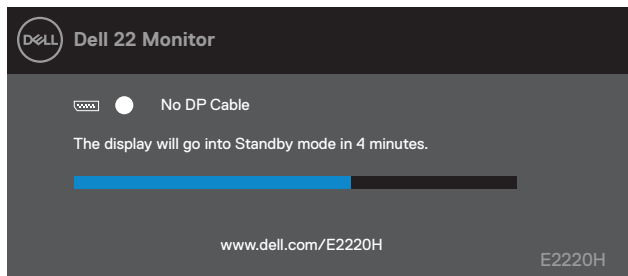 DELL
Dell 22 Monitor
No DP Cable
The display will go into Standby mode in 4 minutes.
www.dell.com/E2220H
E2220H